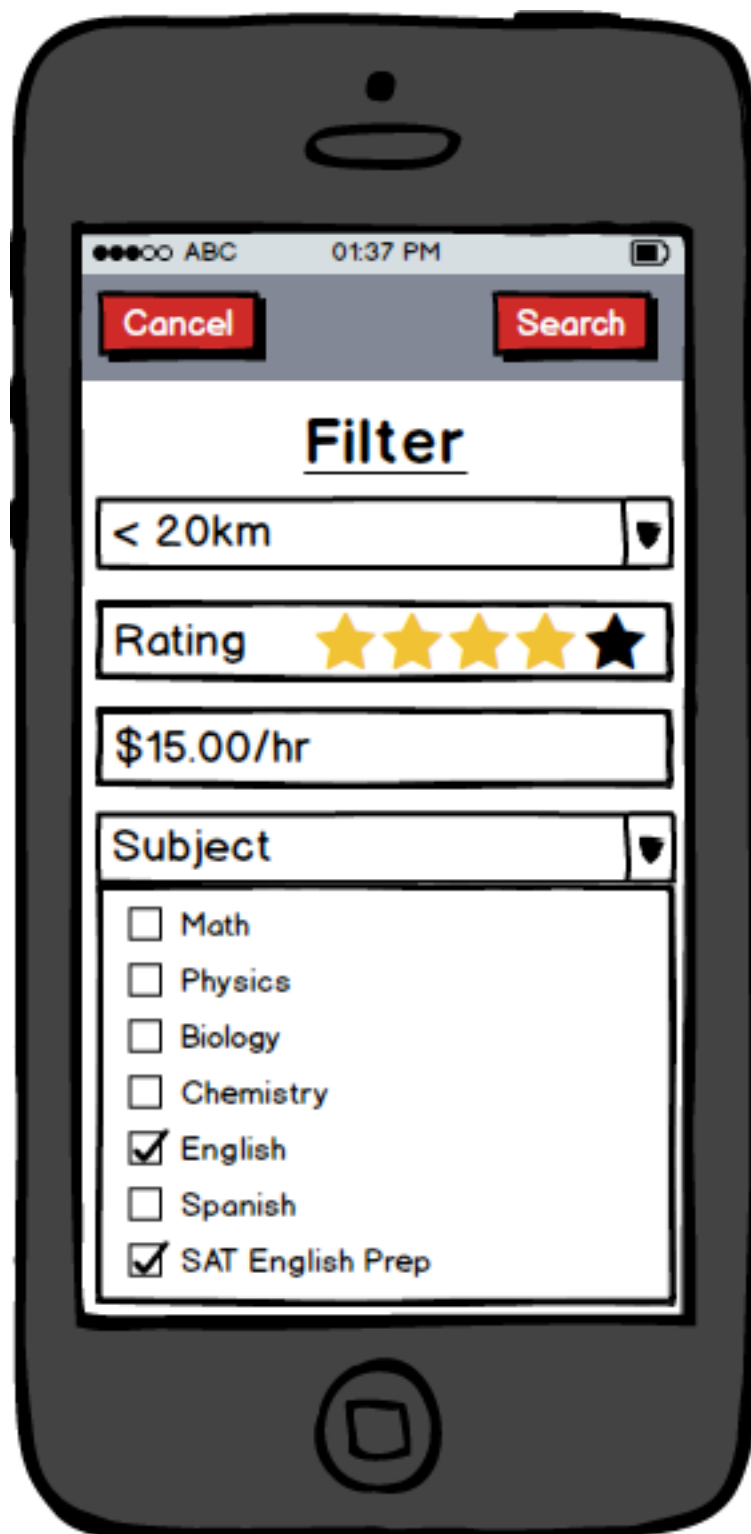 ABC 01:37 PM
Cancel Search
Filter
< 20km
Rating
$15.00/hr
Subject
Math
Physics
Biology
Chemistry
English
Spanish
SAT English Prep